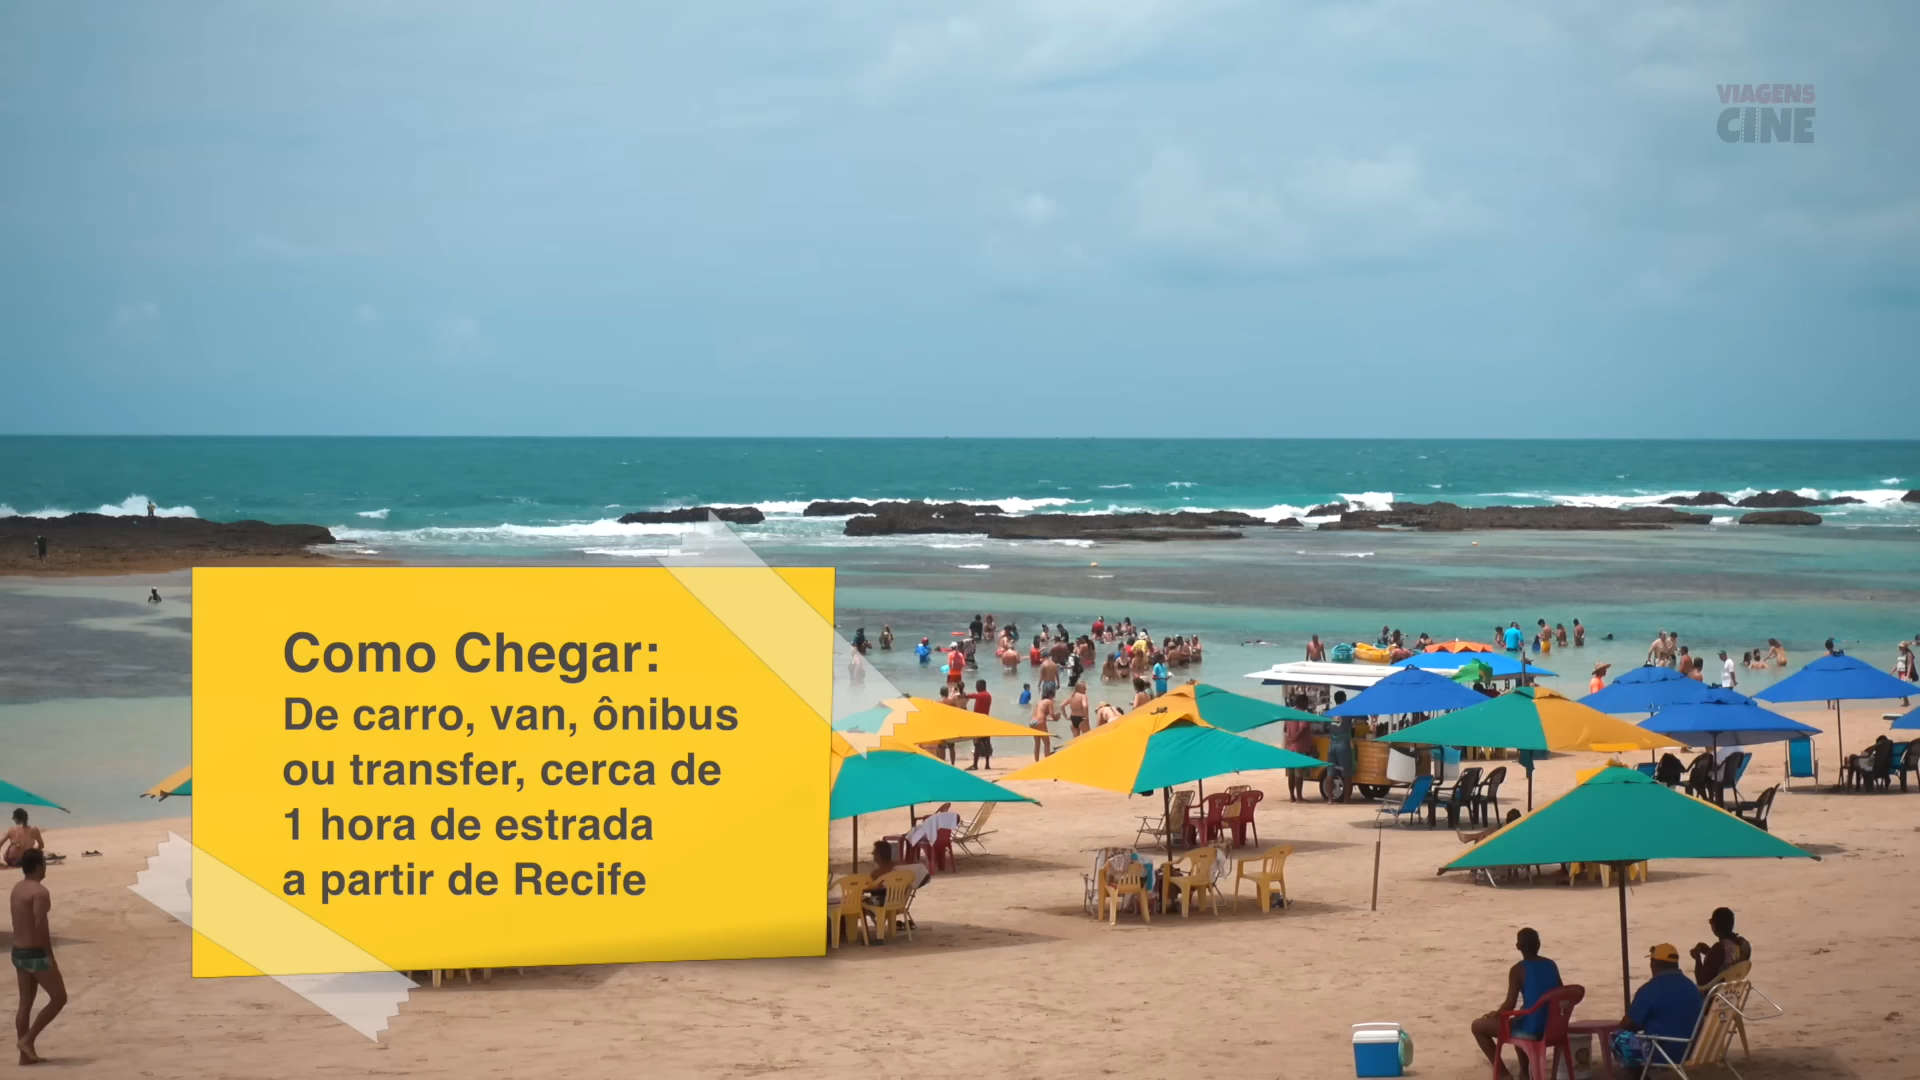 VIAGENS
CINE
Como Chegar:
De carro, van, ônibus
ou transfer, cerca de
1 hora de estrada
a partir de Recife